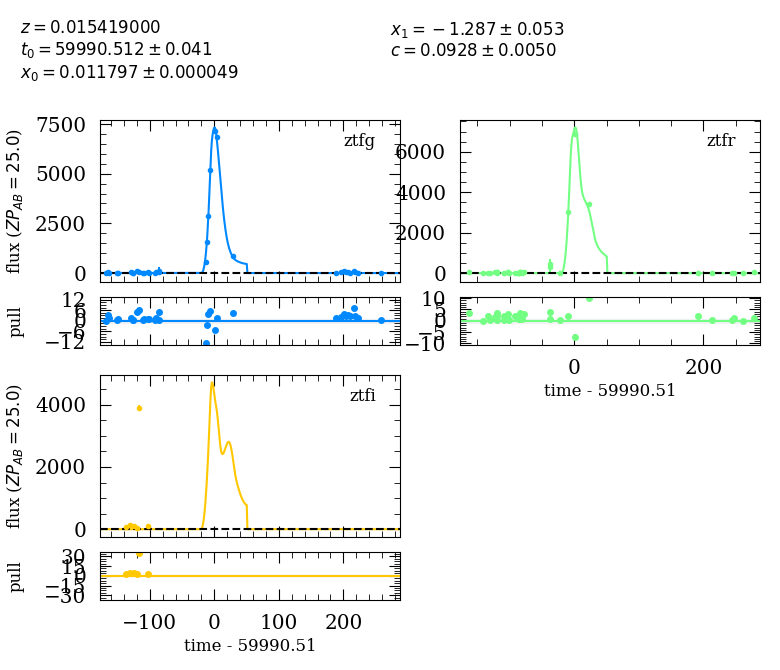 z = 0.015419000
t₀ = 59990.512 ± 0.041
x₀ = 0.011797 ± 0.000049
x₁ = −1.287 ± 0.053
c = 0.0928 ± 0.0050
ztfg
flux (ZP_AB = 25.0)
7500
5000
2500
0
ztfr
6000
4000
2000
0
pull
12
6
0
−6
−12
10
5
0
−5
−10
0 200
time - 59990.51
ztfi
flux (ZP_AB = 25.0)
4000
2000
0
pull
30
15
0
−15
−30
−100 0 100 200
time - 59990.51